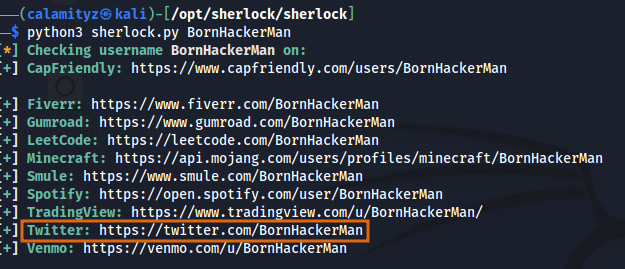 (calamityz㉿kali)-[/opt/sherlock/sherlock]
$ python3 sherlock.py BornHackerMan
[*] Checking username BornHackerMan on:
[+] CapFriendly: https://www.capfriendly.com/users/BornHackerMan
[+] Fiverr: https://www.fiverr.com/BornHackerMan
[+] Gumroad: https://www.gumroad.com/BornHackerMan
[+] LeetCode: https://leetcode.com/BornHackerMan
[+] Minecraft: https://api.mojang.com/users/profiles/minecraft/BornHackerMan
[+] Smule: https://www.smule.com/BornHackerMan
[+] Spotify: https://open.spotify.com/user/BornHackerMan
[+] TradingView: https://www.tradingview.com/u/BornHackerMan/
[+] Twitter: https://twitter.com/BornHackerMan
[+] Venmo: https://venmo.com/u/BornHackerMan